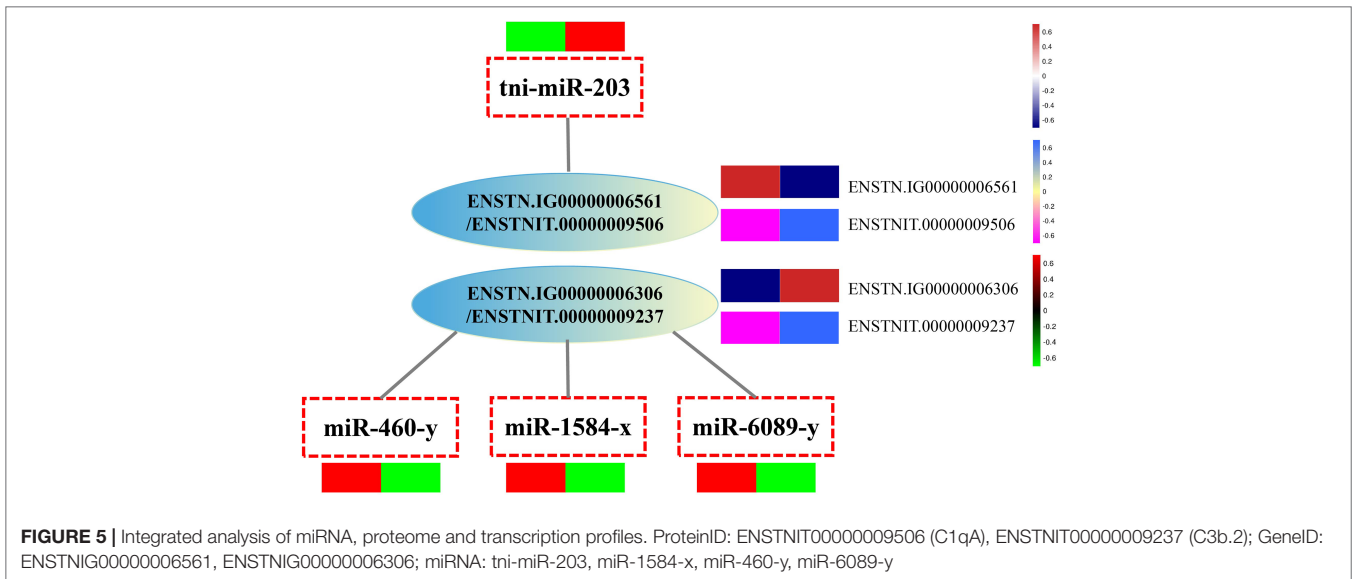 tni-miR-203
ENSTN.IG00000006561
/ENSTNIT.00000009506
ENSTN.IG00000006561
ENSTNIT.00000009506
ENSTN.IG00000006306
/ENSTNIT.00000009237
ENSTN.IG00000006306
ENSTNIT.00000009237
miR-460-y
miR-1584-x
miR-6089-y
0.6
0.4
0.2
0
-0.2
-0.4
-0.6
0.6
0.4
0.2
0
-0.2
-0.4
-0.6
0.6
0.4
0.2
0
-0.2
-0.4
-0.6
FIGURE 5 | Integrated analysis of miRNA, proteome and transcription profiles. ProteinID: ENSTNIT00000009506 (C1qA), ENSTNIT00000009237 (C3b.2); GeneID:
ENSTNIG00000006561, ENSTNIG00000006306; miRNA: tni-miR-203, miR-1584-x, miR-460-y, miR-6089-y